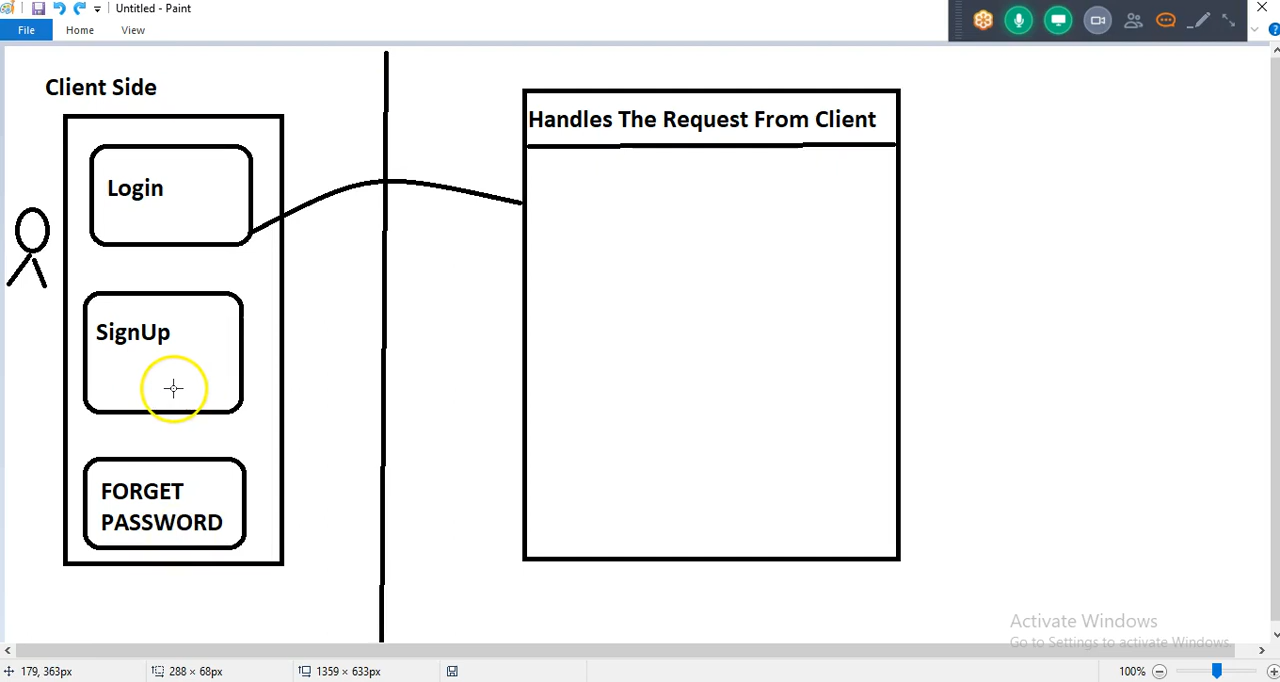 Untitled - Paint
File Home View
Client Side
Handles The Request From Client
Login
SignUp
FORGET
PASSWORD
Activate Windows
Go to Settings to activate Windows.
179, 363px 288 × 68px 1359 × 633px 100%